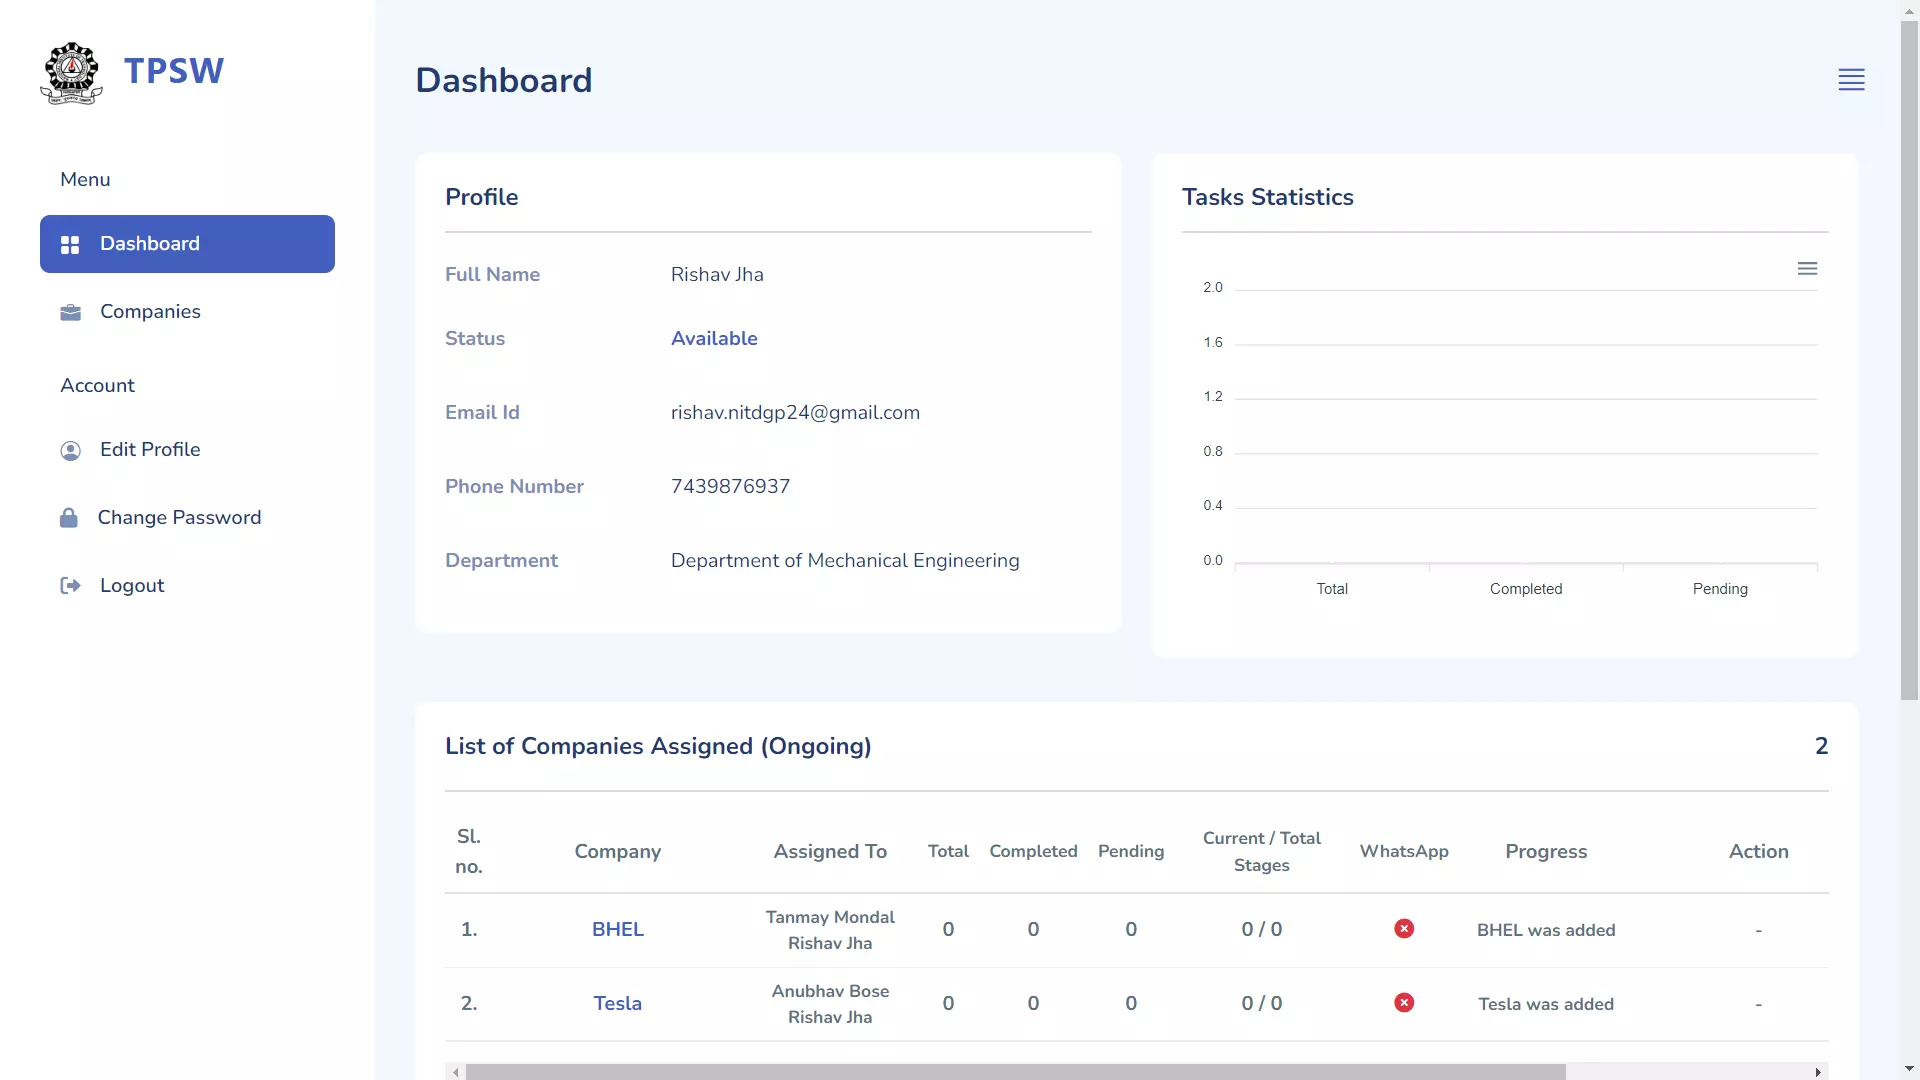 TPSW
Menu
Dashboard
Companies
Account
Edit Profile
Change Password
Logout
Dashboard
Profile
Full Name Rishav Jha
Status Available
Email Id rishav.nitdgp24@gmail.com
Phone Number 7439876937
Department Department of Mechanical Engineering
Tasks Statistics
2.0
1.6
1.2
0.8
0.4
0.0
Total Completed Pending
List of Companies Assigned (Ongoing) 2
Sl. no. Company Assigned To Total Completed Pending Current / Total Stages WhatsApp Progress Action
1. BHEL Tanmay Mondal Rishav Jha 0 0 0 0 / 0 BHEL was added -
2. Tesla Anubhav Bose Rishav Jha 0 0 0 0 / 0 Tesla was added -